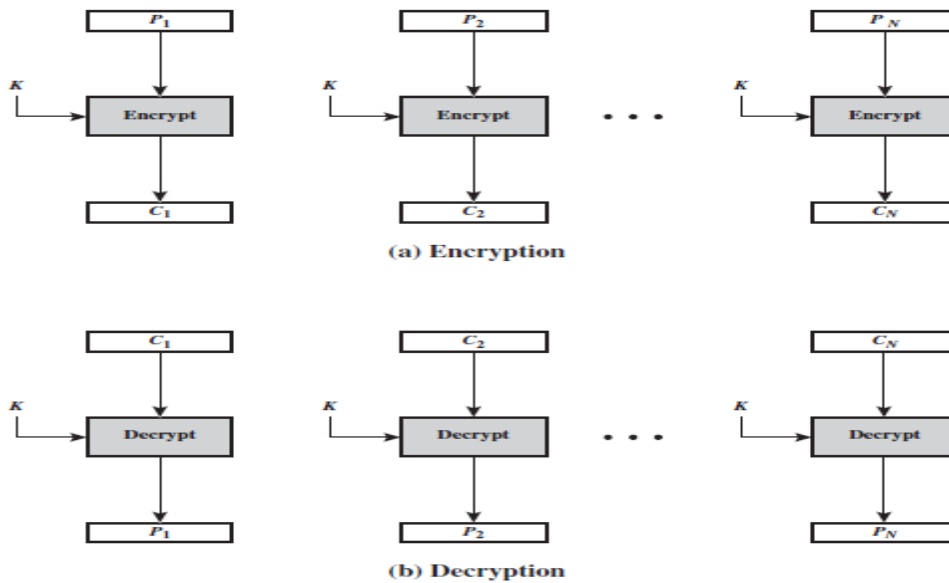 P1 P2 PN
K K K
Encrypt Encrypt • • • Encrypt
C1 C2 CN
(a) Encryption
C1 C2 CN
K K K
Decrypt Decrypt • • • Decrypt
P1 P2 PN
(b) Decryption